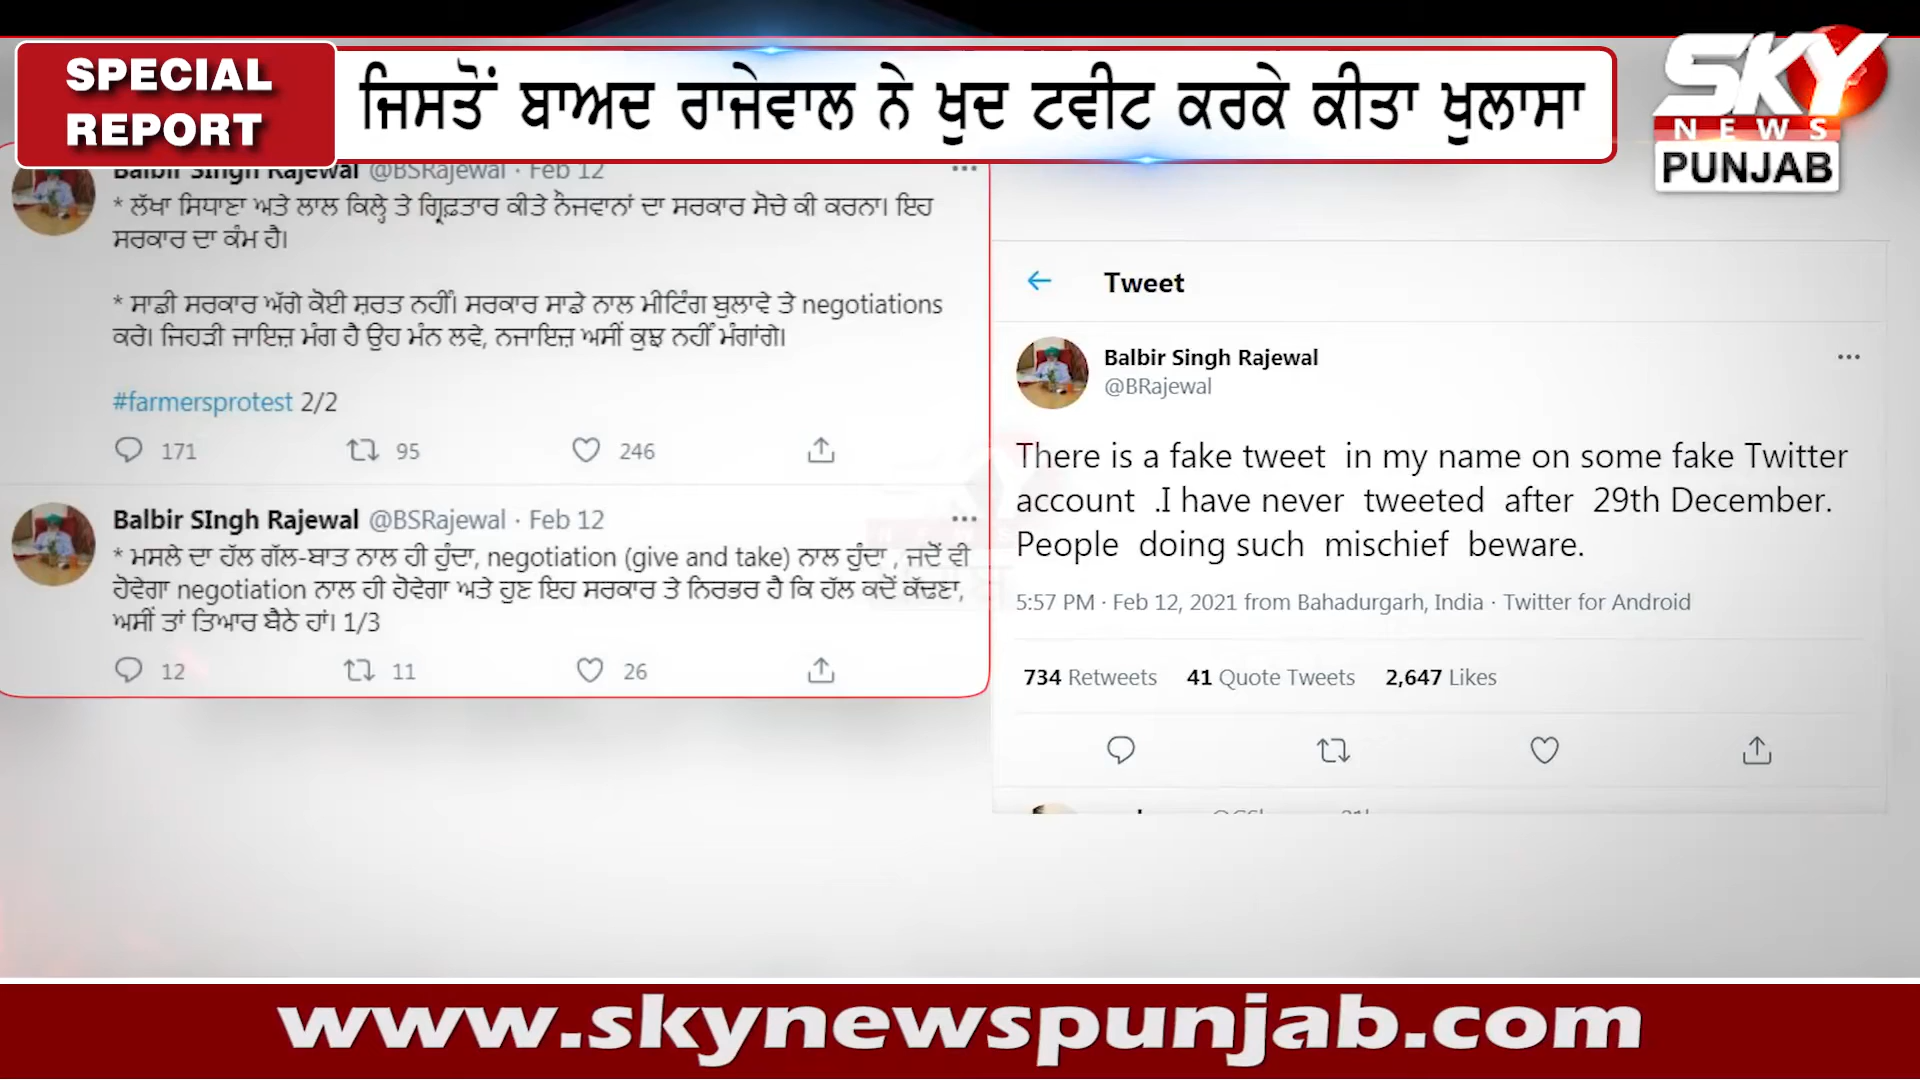 SPECIAL
REPORT
ਜਿਸਤੋਂ ਬਾਅਦ ਰਾਜੇਵਾਲ ਨੇ ਖੁਦ ਟਵੀਟ ਕਰਕੇ ਕੀਤਾ ਖੁਲਾਸਾ
SKY
NEWS
PUNJAB
Balbir SIngh Rajewal @BSRajewal · Feb 12
* ਲੱਖਾ ਸਿਧਾਣਾ ਅਤੇ ਲਾਲ ਕਿਲ੍ਹੇ ਤੇ ਗ੍ਰਿਫ਼ਤਾਰ ਕੀਤੇ ਨੌਜਵਾਨਾਂ ਦਾ ਸਰਕਾਰ ਸੋਚੇ ਕੀ ਕਰਨਾ। ਇਹ
ਸਰਕਾਰ ਦਾ ਕੰਮ ਹੈ।
* ਸਾਡੀ ਸਰਕਾਰ ਅੱਗੇ ਕੋਈ ਸ਼ਰਤ ਨਹੀਂ। ਸਰਕਾਰ ਸਾਡੇ ਨਾਲ ਮੀਟਿੰਗ ਬੁਲਾਵੇ ਤੇ negotiations
ਕਰੇ। ਜਿਹੜੀ ਜਾਇਜ਼ ਮੰਗ ਹੈ ਉਹ ਮੰਨ ਲਵੇ, ਨਜਾਇਜ਼ ਅਸੀਂ ਕੁਝ ਨਹੀਂ ਮੰਗਾਂਗੇ।
#farmersprotest 2/2
171 95 246
Balbir SIngh Rajewal @BSRajewal · Feb 12
* ਮਸਲੇ ਦਾ ਹੱਲ ਗੱਲ-ਬਾਤ ਨਾਲ ਹੀ ਹੁੰਦਾ, negotiation (give and take) ਨਾਲ ਹੁੰਦਾ , ਜਦੋਂ ਵੀ
ਹੋਵੇਗਾ negotiation ਨਾਲ ਹੀ ਹੋਵੇਗਾ ਅਤੇ ਹੁਣ ਇਹ ਸਰਕਾਰ ਤੇ ਨਿਰਭਰ ਹੈ ਕਿ ਹੱਲ ਕਦੋਂ ਕੱਢਣਾ,
ਅਸੀਂ ਤਾਂ ਤਿਆਰ ਬੈਠੇ ਹਾਂ। 1/3
12 11 26
Tweet
Balbir Singh Rajewal
@BRajewal
There is a fake tweet in my name on some fake Twitter
account .I have never tweeted after 29th December.
People doing such mischief beware.
5:57 PM · Feb 12, 2021 from Bahadurgarh, India · Twitter for Android
734 Retweets 41 Quote Tweets 2,647 Likes
www.skynewspunjab.com